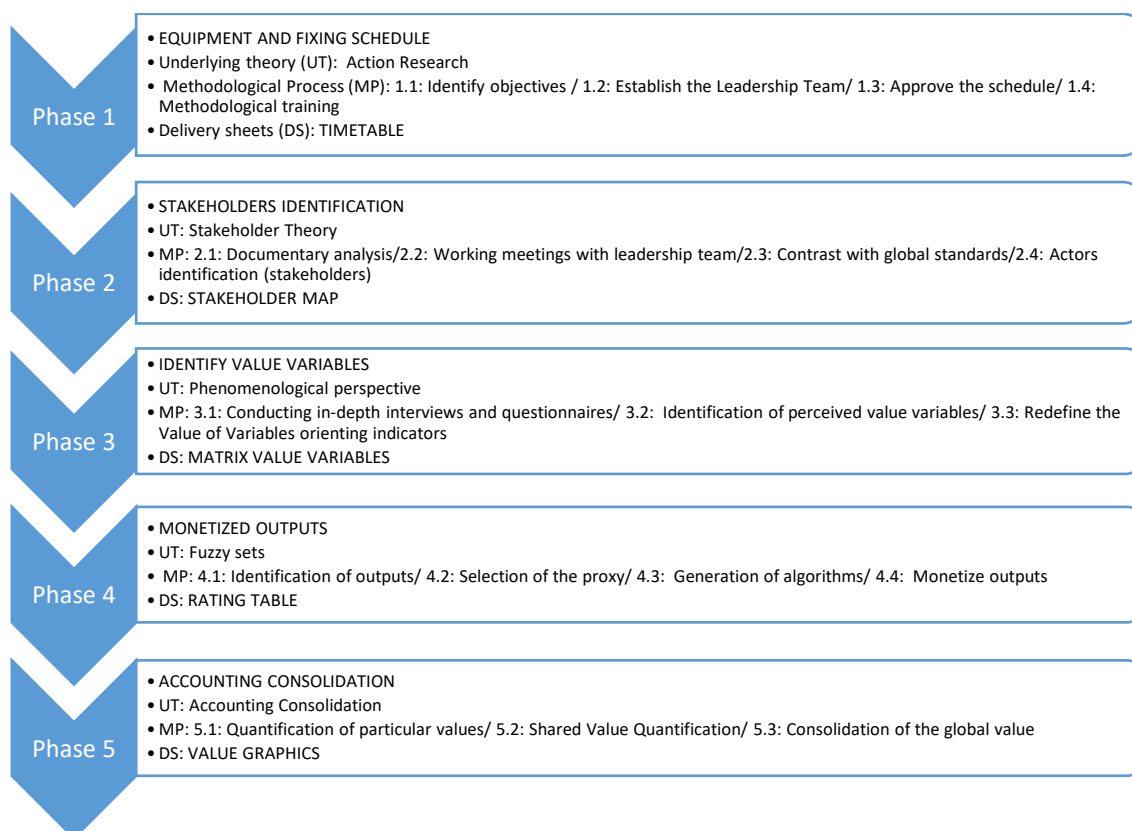 Phase 1
• EQUIPMENT AND FIXING SCHEDULE
• Underlying theory (UT): Action Research
• Methodological Process (MP): 1.1: Identify objectives / 1.2: Establish the Leadership Team/ 1.3: Approve the schedule/ 1.4:
Methodological training
• Delivery sheets (DS): TIMETABLE
Phase 2
• STAKEHOLDERS IDENTIFICATION
• UT: Stakeholder Theory
• MP: 2.1: Documentary analysis/2.2: Working meetings with leadership team/2.3: Contrast with global standards/2.4: Actors
identification (stakeholders)
• DS: STAKEHOLDER MAP
Phase 3
• IDENTIFY VALUE VARIABLES
• UT: Phenomenological perspective
• MP: 3.1: Conducting in-depth interviews and questionnaires/ 3.2: Identification of perceived value variables/ 3.3: Redefine the
Value of Variables orienting indicators
• DS: MATRIX VALUE VARIABLES
Phase 4
• MONETIZED OUTPUTS
• UT: Fuzzy sets
• MP: 4.1: Identification of outputs/ 4.2: Selection of the proxy/ 4.3: Generation of algorithms/ 4.4: Monetize outputs
• DS: RATING TABLE
Phase 5
• ACCOUNTING CONSOLIDATION
• UT: Accounting Consolidation
• MP: 5.1: Quantification of particular values/ 5.2: Shared Value Quantification/ 5.3: Consolidation of the global value
• DS: VALUE GRAPHICS